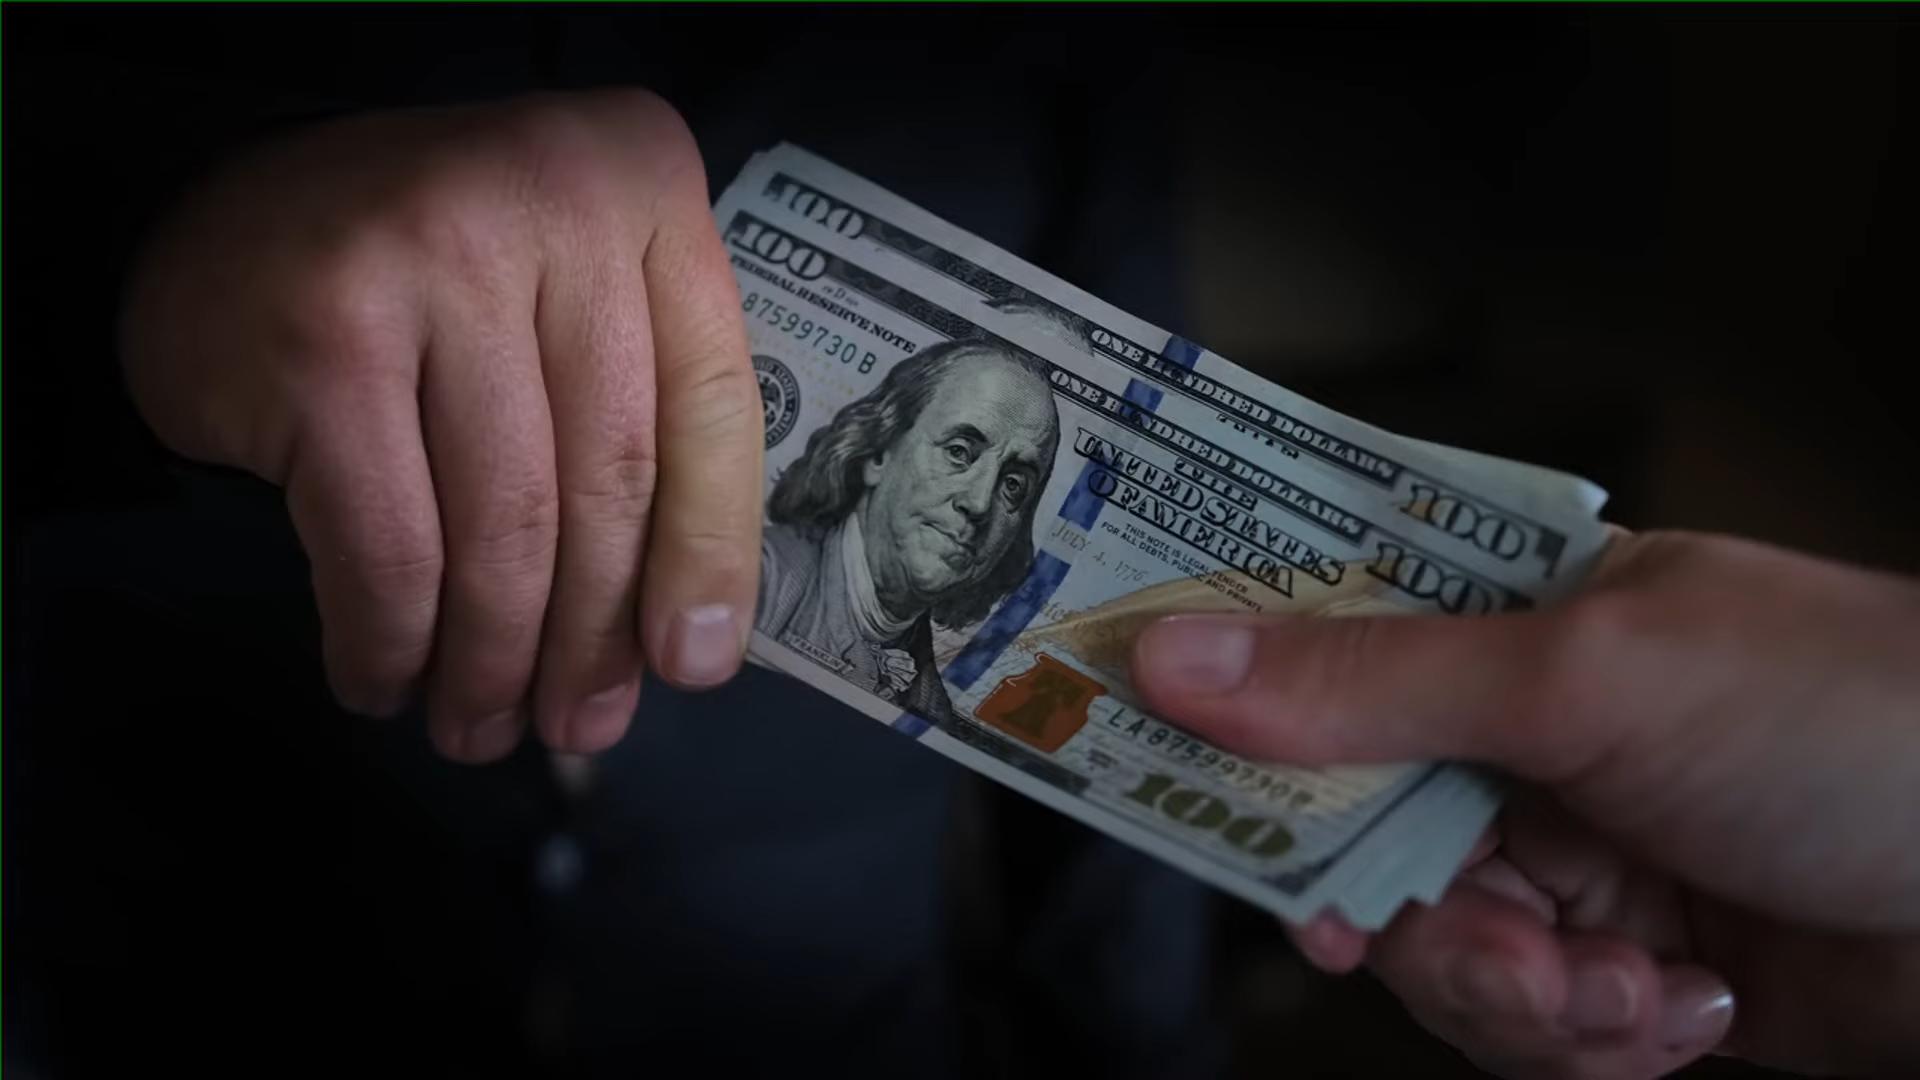 100
100
FEDERAL RESERVE NOTE
87599730 B
ONE HUNDRED DOLLARS
ONE HUNDRED DOLLARS
THE
UNITED STATES
OF AMERICA
THIS NOTE IS LEGAL TENDER
FOR ALL DEBTS, PUBLIC AND PRIVATE
JULY 4, 1776
100
100
FRANKLIN
LA 87599730 B
100